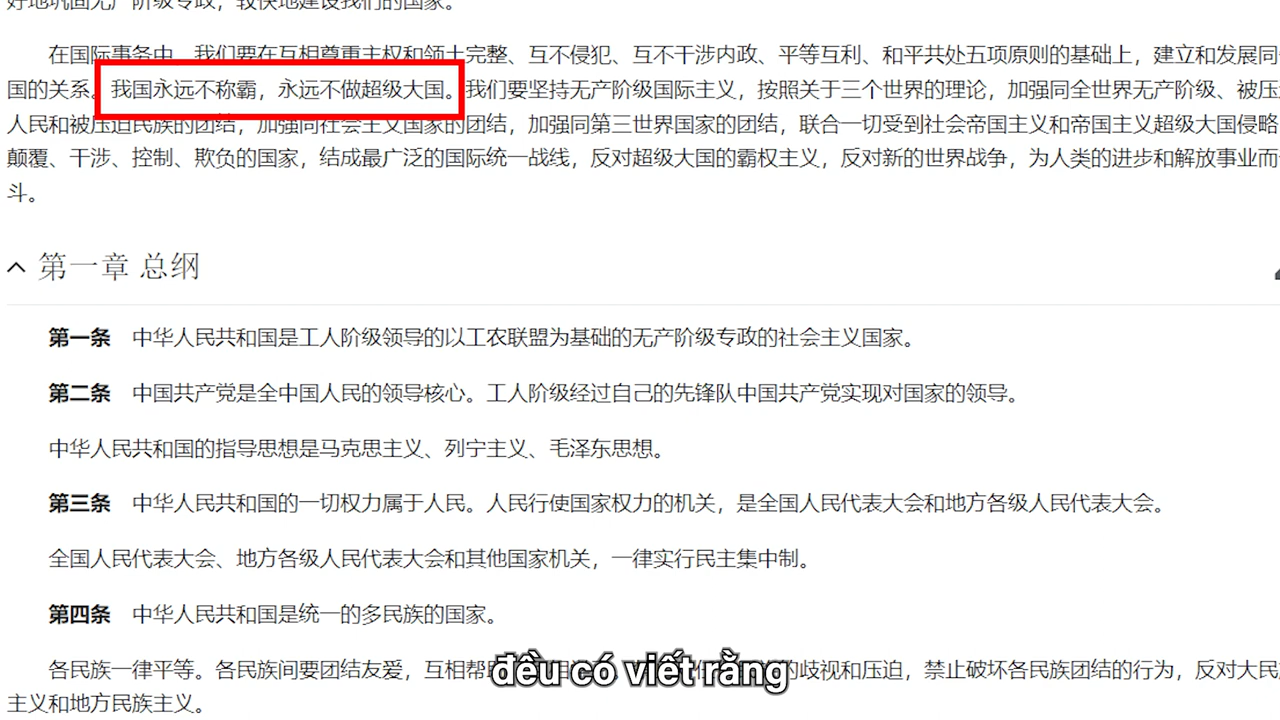 好地巩固无产阶级专政，较快地建设我们的国家。
在国际事务中，我们要在互相尊重主权和领土完整、互不侵犯、互不干涉内政、平等互利、和平共处五项原则的基础上，建立和发展同
国的关系。我国永远不称霸，永远不做超级大国。我们要坚持无产阶级国际主义，按照关于三个世界的理论，加强同全世界无产阶级、被压
人民和被压迫民族的团结，加强同社会主义国家的团结，加强同第三世界国家的团结，联合一切受到社会帝国主义和帝国主义超级大国侵略
颠覆、干涉、控制、欺负的国家，结成最广泛的国际统一战线，反对超级大国的霸权主义，反对新的世界战争，为人类的进步和解放事业而
斗。
第一章 总纲
第一条 中华人民共和国是工人阶级领导的以工农联盟为基础的无产阶级专政的社会主义国家。
第二条 中国共产党是全中国人民的领导核心。工人阶级经过自己的先锋队中国共产党实现对国家的领导。
中华人民共和国的指导思想是马克思主义、列宁主义、毛泽东思想。
第三条 中华人民共和国的一切权力属于人民。人民行使国家权力的机关，是全国人民代表大会和地方各级人民代表大会。
全国人民代表大会、地方各级人民代表大会和其他国家机关，一律实行民主集中制。
第四条 中华人民共和国是统一的多民族的国家。
各民族一律平等。各民族间要团结友爱，互相帮 的歧视和压迫，禁止破坏各民族团结的行为，反对大民
đều có viết rằng
主义和地方民族主义。